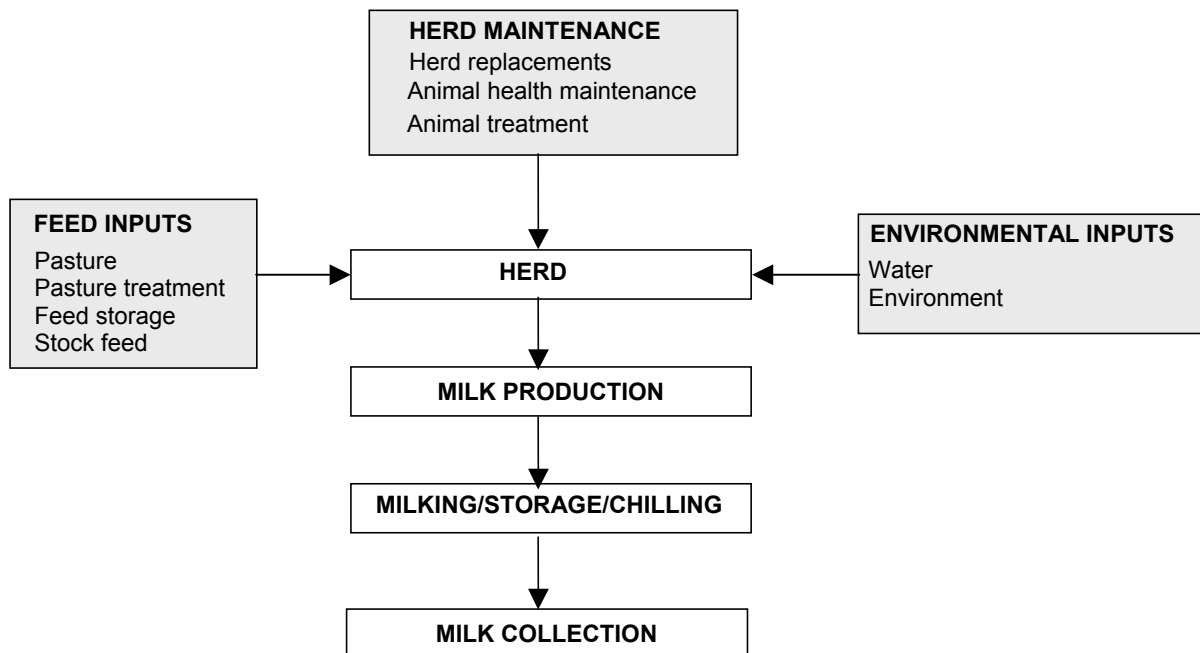 HERD MAINTENANCE
Herd replacements
Animal health maintenance
Animal treatment
FEED INPUTS
Pasture
Pasture treatment
Feed storage
Stock feed
HERD
ENVIRONMENTAL INPUTS
Water
Environment
MILK PRODUCTION
MILKING/STORAGE/CHILLING
MILK COLLECTION